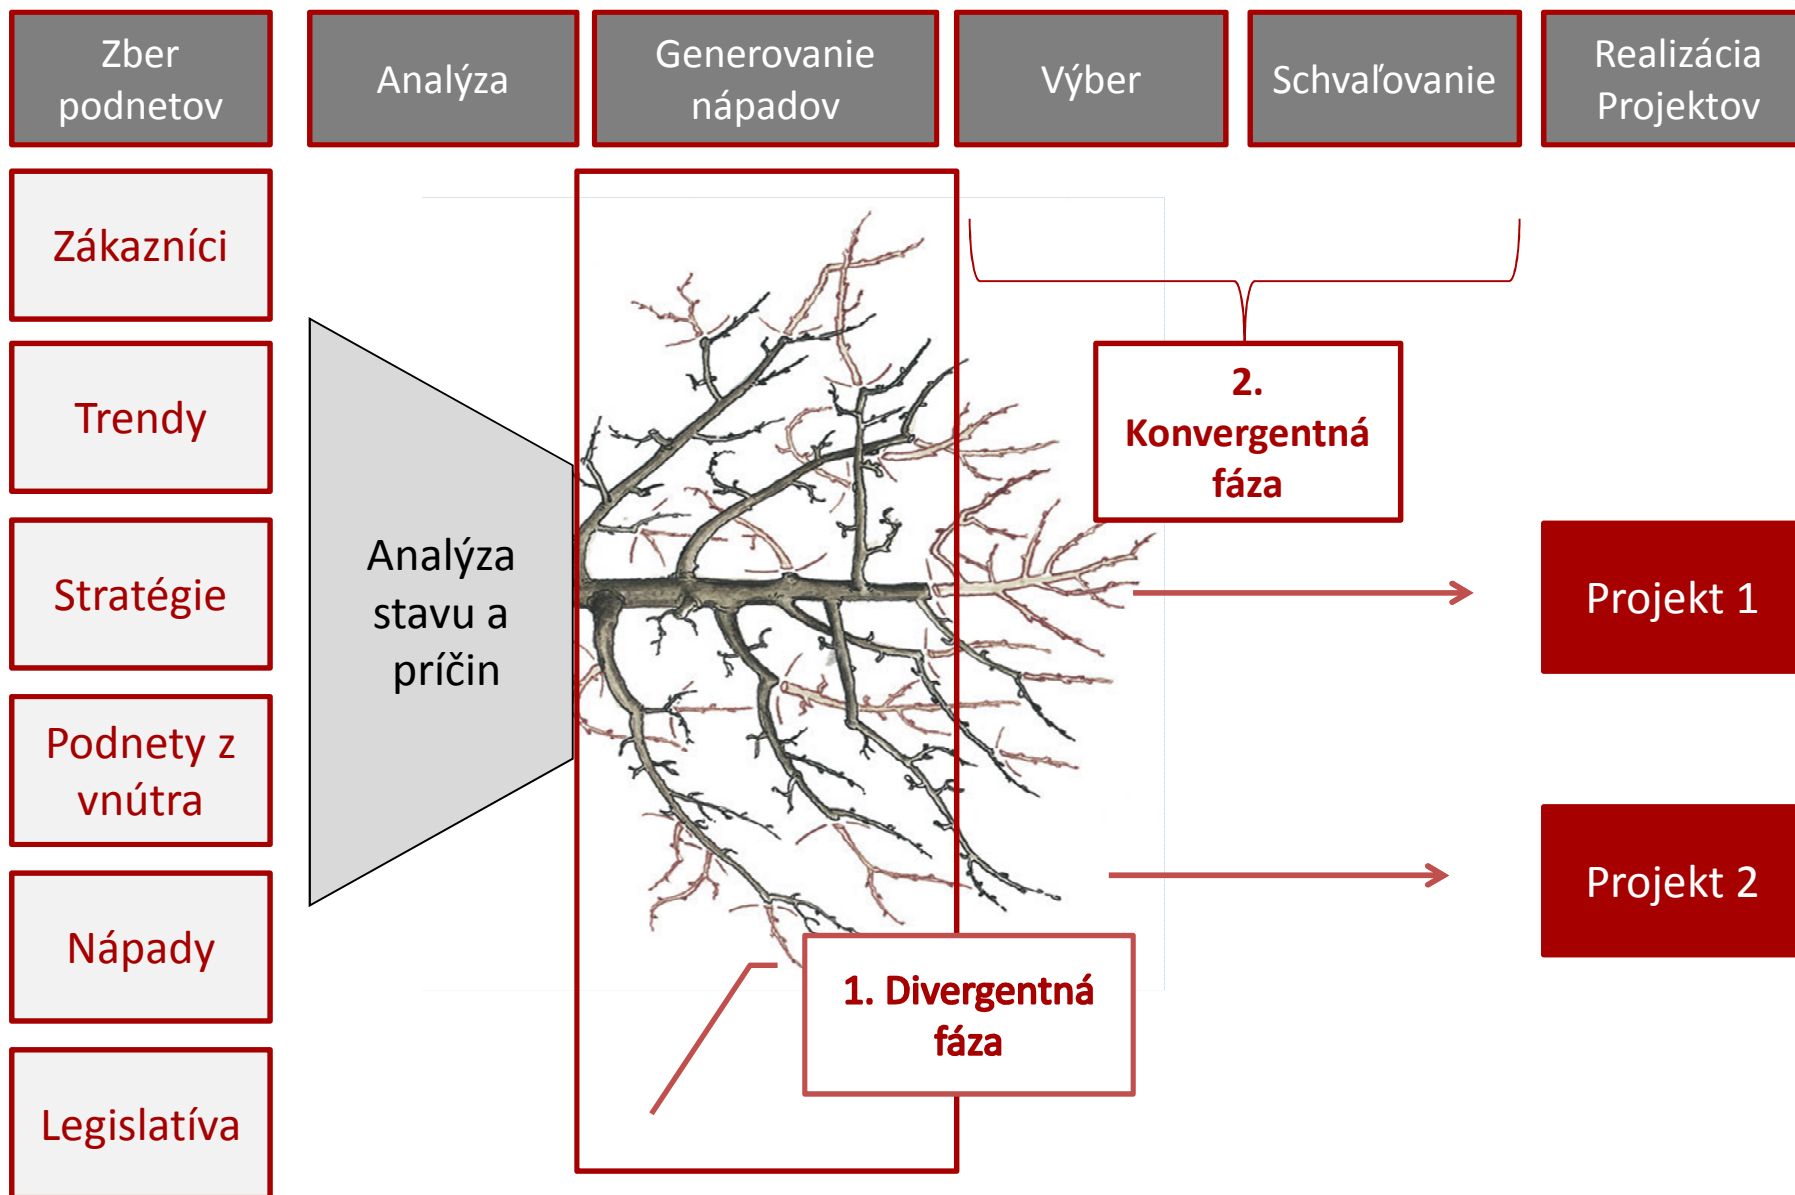 Zber
podnetov
Analýza
Generovanie
nápadov
Výber
Schvaľovanie
Realizácia
Projektov
Zákazníci
Trendy
Stratégie
Podnety z
vnútra
Nápady
Legislatíva
Analýza
stavu a
príčin
2.
Konvergentná
fáza
1. Divergentná
fáza
Projekt 1
Projekt 2